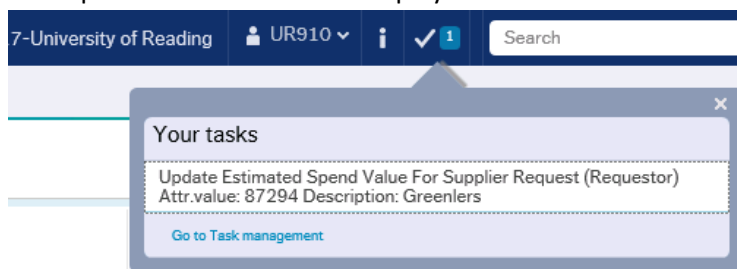 7-University of Reading UR910 i 1 Search
Your tasks
Update Estimated Spend Value For Supplier Request (Requestor)
Attr.value: 87294 Description: Greenlers
Go to Task management